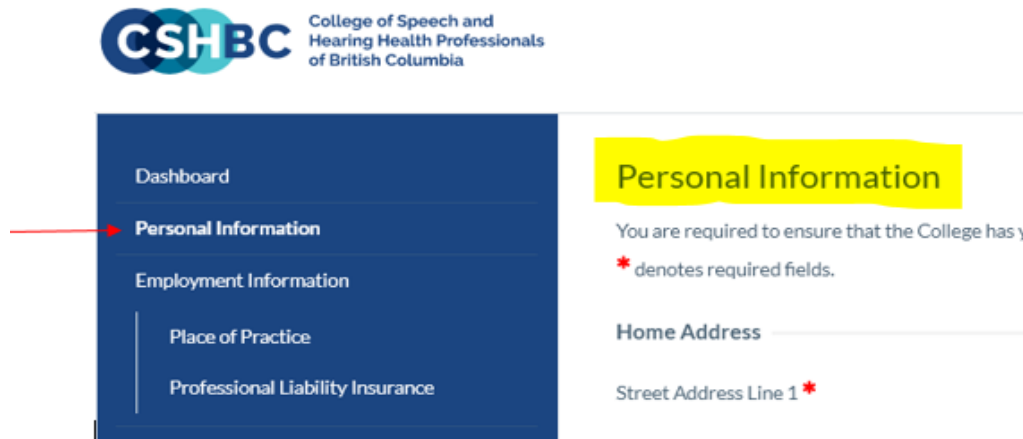 CSHBC
College of Speech and
Hearing Health Professionals
of British Columbia
Dashboard
Personal Information
Employment Information
Place of Practice
Professional Liability Insurance
Personal Information
You are required to ensure that the College has
* denotes required fields.
Home Address
Street Address Line 1 *